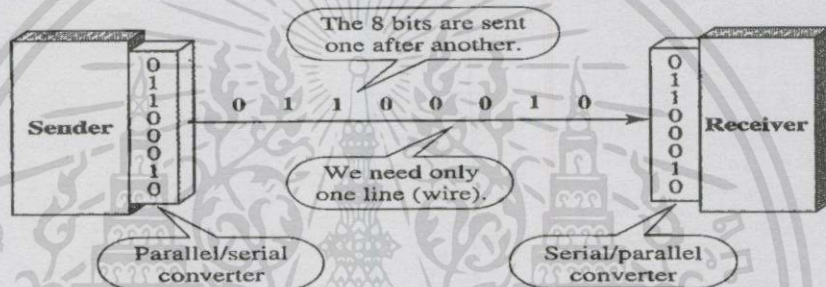 The 8 bits are sent
one after another.
Sender
0
1
1
0
0
0
1
0
0 1 1 0 0 0 1 0
0
1
1
0
0
0
1
0
Receiver
We need only
one line (wire).
Parallel/serial
converter
Serial/parallel
converter